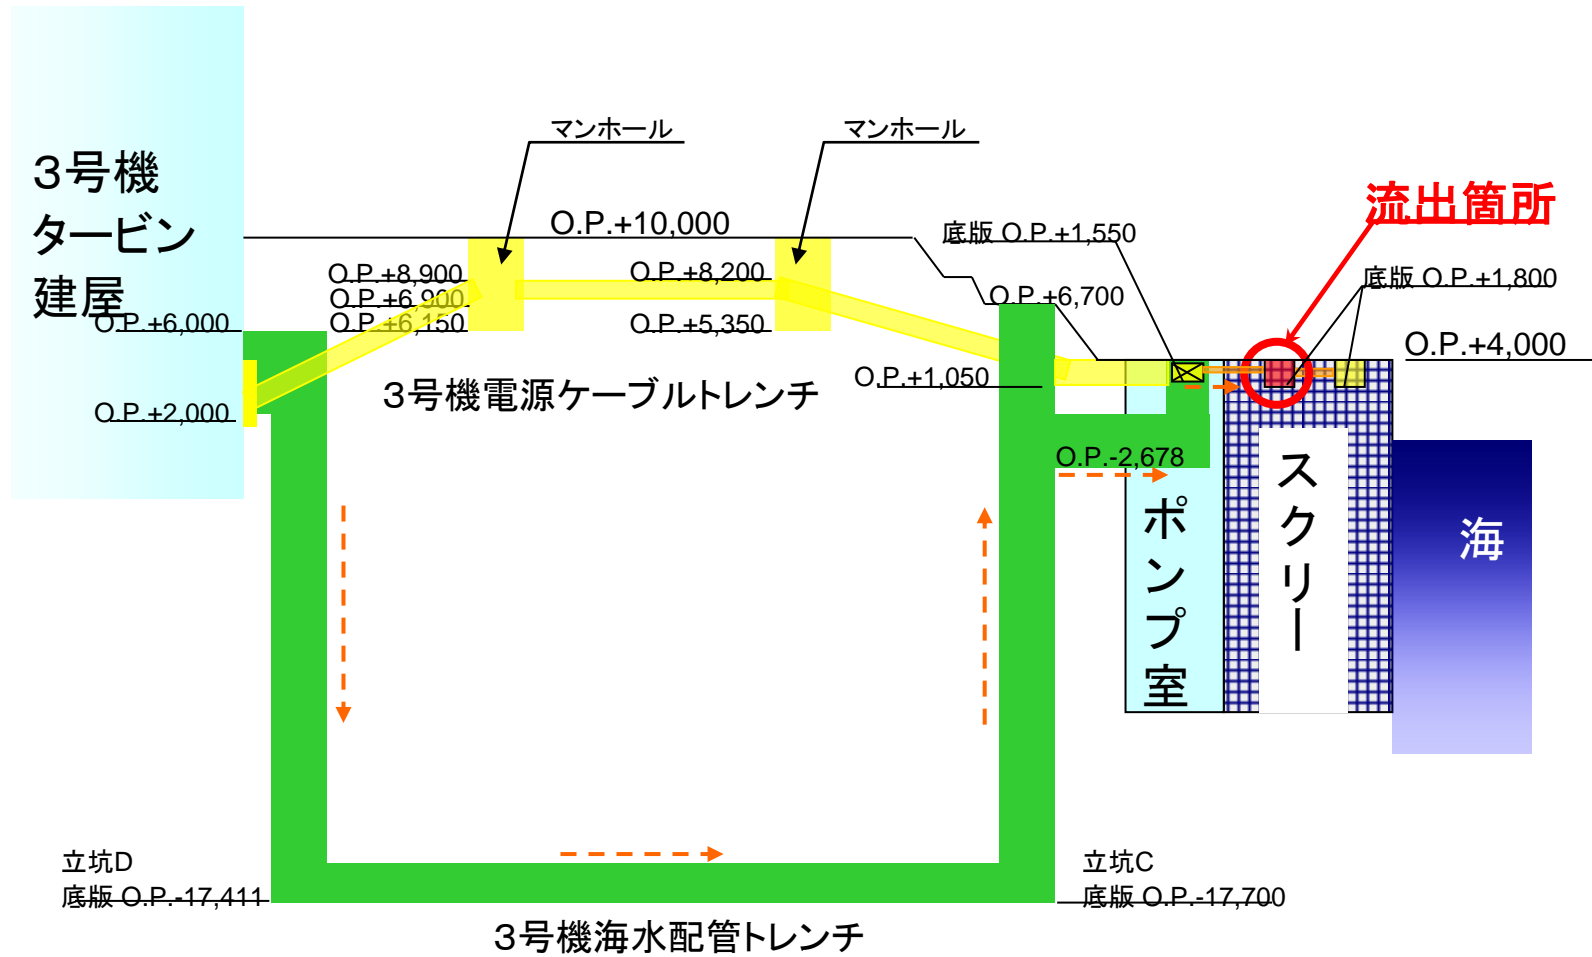 マンホール
マンホール
3号機
タービン
建屋
流出箇所
O.P.+10,000
底版 O.P.+1,550
O.P.+8,900
O.P.+8,200
底版 O.P.+1,800
O.P.+6,900
O.P.+6,700
O.P.+6,000
O.P.+6,150
O.P.+5,350
O.P.+4,000
3号機電源ケーブルトレンチ
O.P.+1,050
O.P.+2,000
O.P.-2,678
ポンプ室
スクリー
海
立坑D
底版 O.P.-17,411
立坑C
底版 O.P.-17,700
3号機海水配管トレンチ